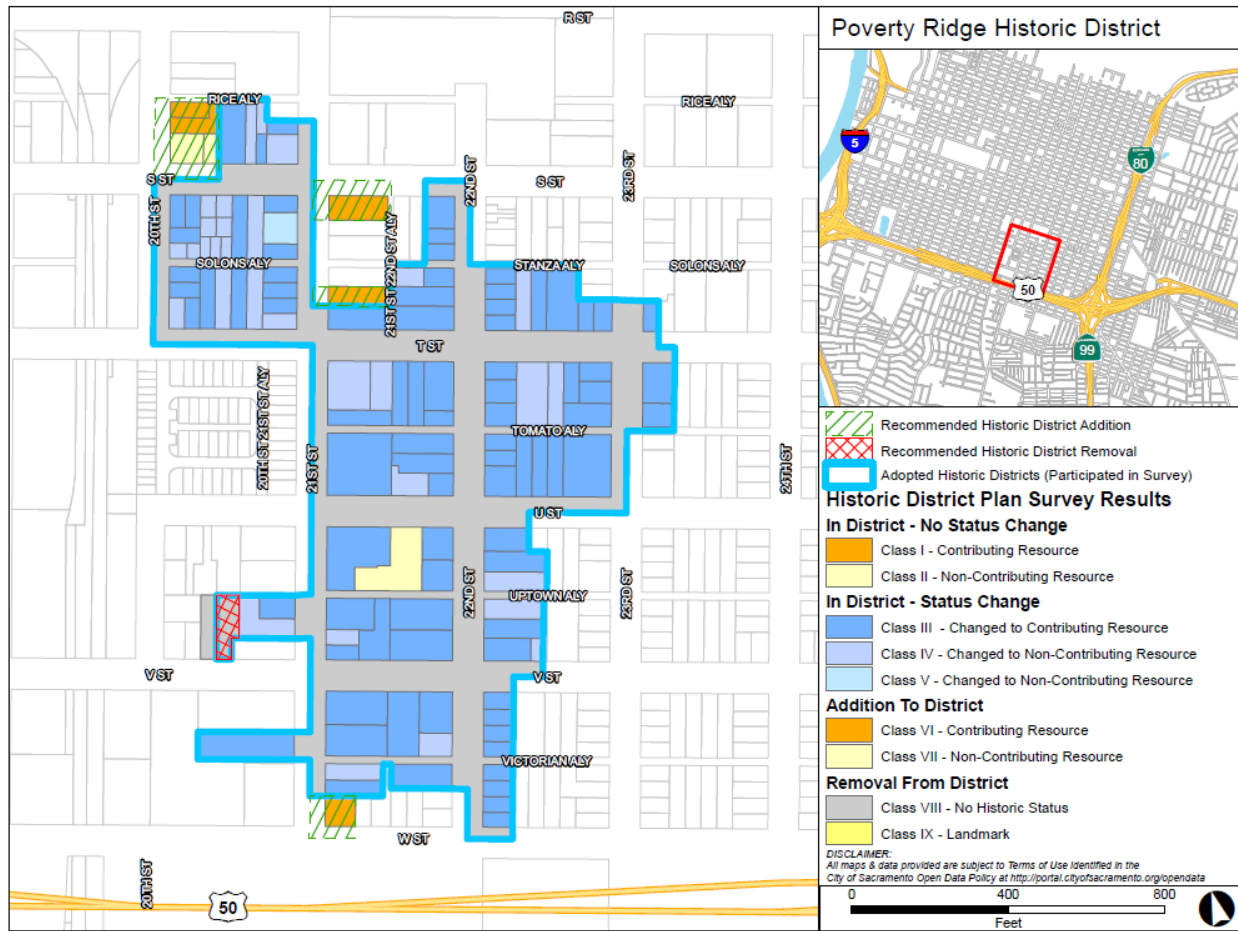 R ST
RICE ALY
RICE ALY
S ST
S ST
20TH ST
22ND ST
23RD ST
21ST ST 22ND ST ALY
SOLONS ALY
STANZA ALY
SOLONS ALY
T ST
20TH ST 21ST ST ALY
21ST ST
TOMATO ALY
24TH ST
U ST
22ND ST
UPTOWN ALY
23RD ST
V ST
V ST
VICTORIAN ALY
W ST
20TH ST
50
Poverty Ridge Historic District
5
80
50
99
Recommended Historic District Addition
Recommended Historic District Removal
Adopted Historic Districts (Participated in Survey)
Historic District Plan Survey Results
In District - No Status Change
Class I - Contributing Resource
Class II - Non-Contributing Resource
In District - Status Change
Class III - Changed to Contributing Resource
Class IV - Changed to Non-Contributing Resource
Class V - Changed to Non-Contributing Resource
Addition To District
Class VI - Contributing Resource
Class VII - Non-Contributing Resource
Removal From District
Class VIII - No Historic Status
Class IX - Landmark
DISCLAIMER:
All maps & data provided are subject to Terms of Use Identified in the
City of Sacramento Open Data Policy at http://portal.cityofsacramento.org/opendata
0 400 800
Feet